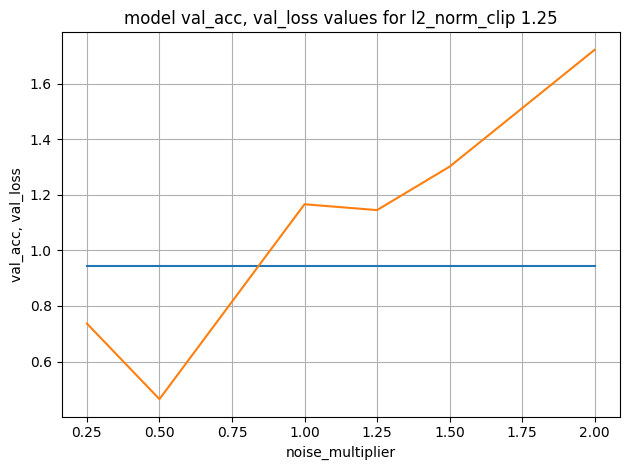 model val_acc, val_loss values for l2_norm_clip 1.25
val_acc, val_loss
1.6
1.4
1.2
1.0
0.8
0.6
0.25 0.50 0.75 1.00 1.25 1.50 1.75 2.00
noise_multiplier